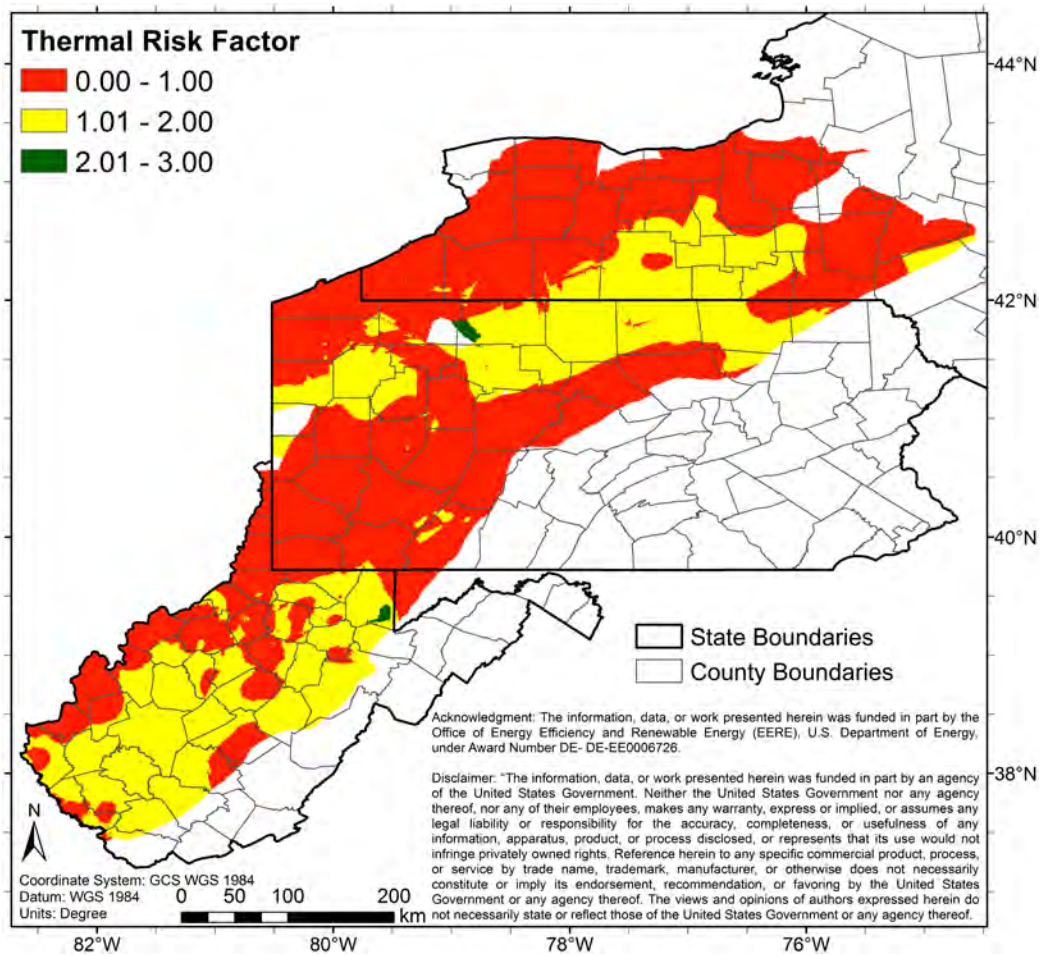 Thermal Risk Factor
0.00 - 1.00
1.01 - 2.00
2.01 - 3.00
44°N
42°N
40°N
38°N
State Boundaries
County Boundaries
Acknowledgment: The information, data, or work presented herein was funded in part by the
Office of Energy Efficiency and Renewable Energy (EERE), U.S. Department of Energy,
under Award Number DE- DE-EE0006726.
Disclaimer: "The information, data, or work presented herein was funded in part by an agency
of the United States Government. Neither the United States Government nor any agency
thereof, nor any of their employees, makes any warranty, express or implied, or assumes any
legal liability or responsibility for the accuracy, completeness, or usefulness of any
information, apparatus, product, or process disclosed, or represents that its use would not
infringe privately owned rights. Reference herein to any specific commercial product, process,
or service by trade name, trademark, manufacturer, or otherwise does not necessarily
constitute or imply its endorsement, recommendation, or favoring by the United States
Government or any agency thereof. The views and opinions of authors expressed herein do
not necessarily state or reflect those of the United States Government or any agency thereof.
N
Coordinate System: GCS WGS 1984
Datum: WGS 1984
Units: Degree
0 50 100 200
km
82°W 80°W 78°W 76°W